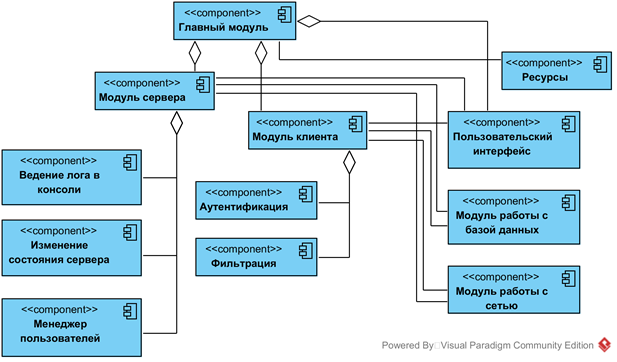 <<component>>
Главный модуль
<<component>>
Ресурсы
<<component>>
Модуль сервера
<<component>>
Модуль клиента
<<component>>
Пользовательский
интерфейс
<<component>>
Ведение лога в
консоли
<<component>>
Аутентификация
<<component>>
Модуль работы с
базой данных
<<component>>
Изменение
состояния сервера
<<component>>
Фильтрация
<<component>>
Модуль работы с
сетью
<<component>>
Менеджер
пользователей
Powered By Visual Paradigm Community Edition